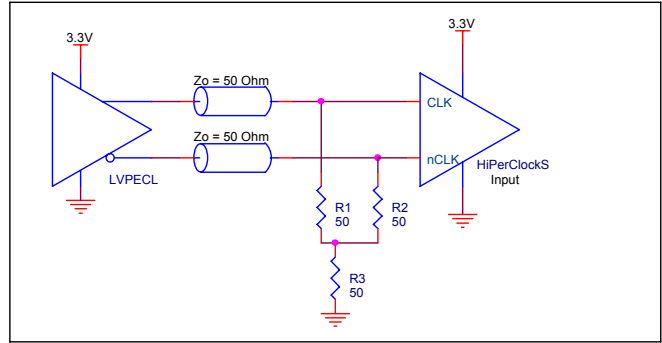 3.3V
3.3V
Zo = 50 Ohm
CLK
Zo = 50 Ohm
nCLK
HiPerClockS
Input
LVPECL
R1
50
R2
50
R3
50